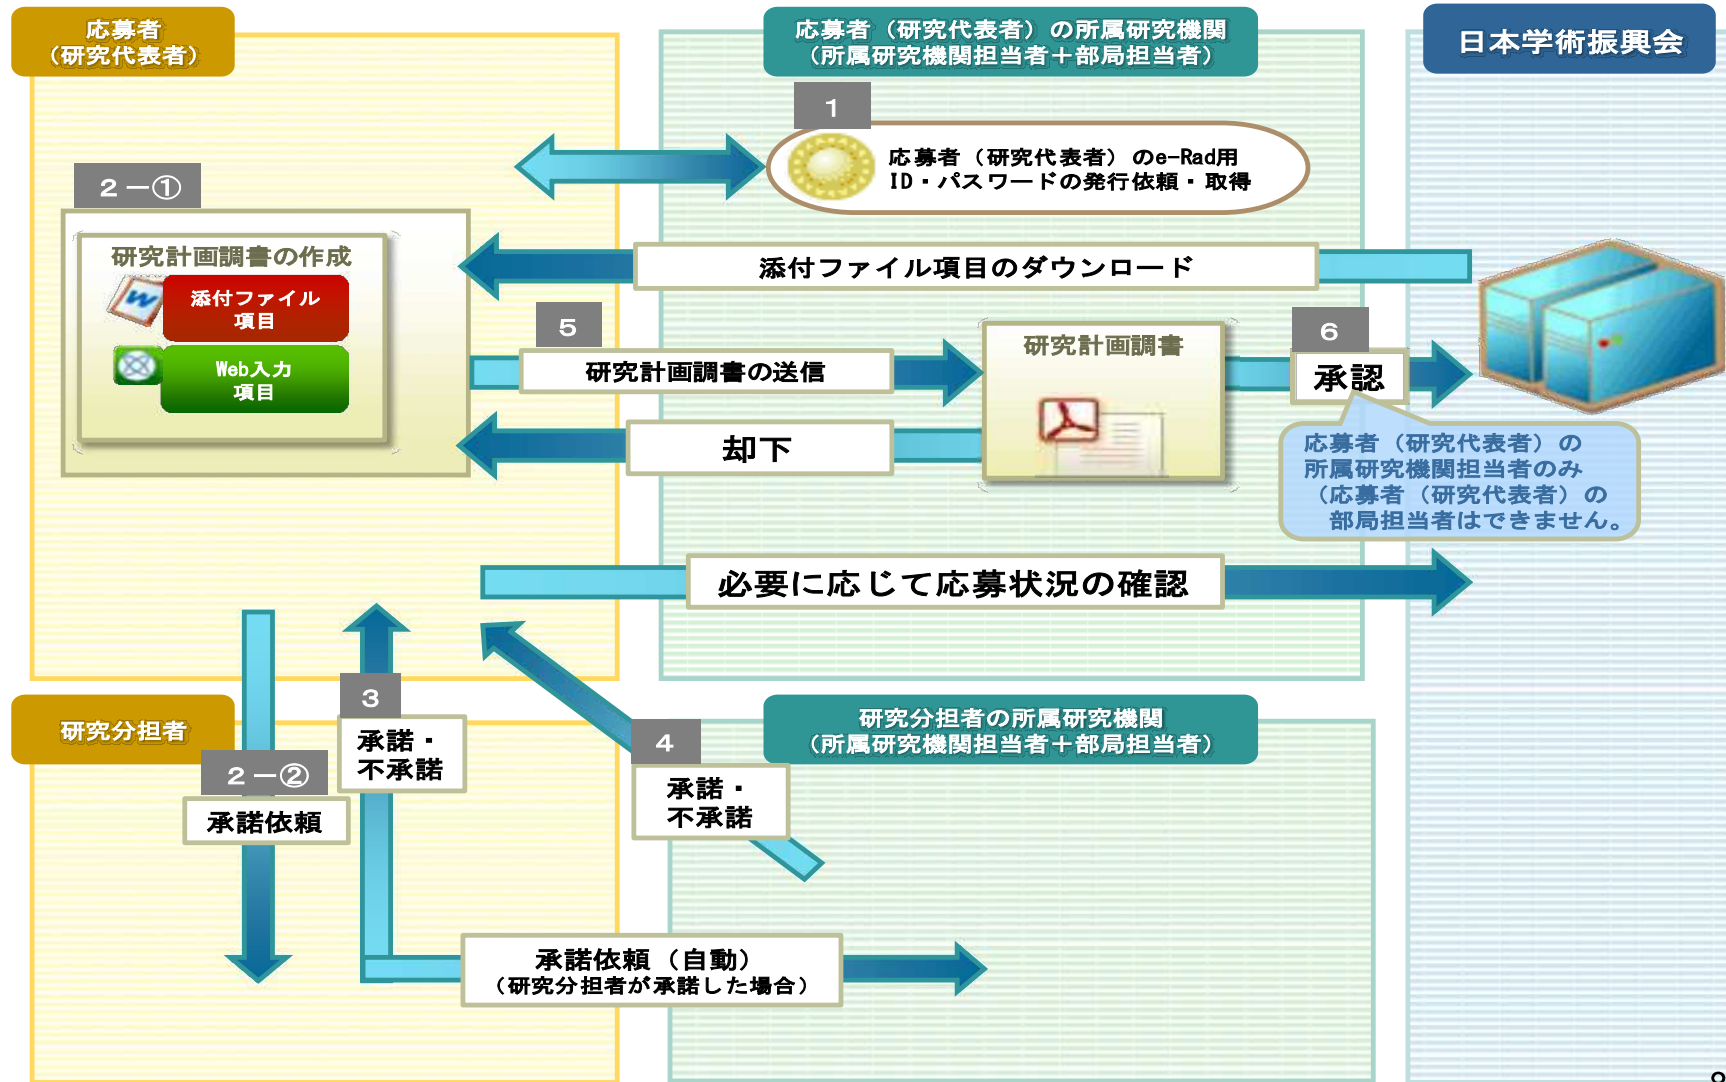 応募者
（研究代表者）
応募者（研究代表者）の所属研究機関
（所属研究機関担当者＋部局担当者）
日本学術振興会
1
応募者（研究代表者）のe-Rad用
ID・パスワードの発行依頼・取得
2－①
研究計画調書の作成
添付ファイル
項目
Web入力
項目
添付ファイル項目のダウンロード
5
研究計画調書の送信
研究計画調書
6
承認
却下
応募者（研究代表者）の
所属研究機関担当者のみ
（応募者（研究代表者）の
部局担当者はできません。
必要に応じて応募状況の確認
研究分担者
研究分担者の所属研究機関
（所属研究機関担当者＋部局担当者）
2－②
承諾依頼
3
承諾・
不承諾
4
承諾・
不承諾
承諾依頼（自動）
（研究分担者が承諾した場合）